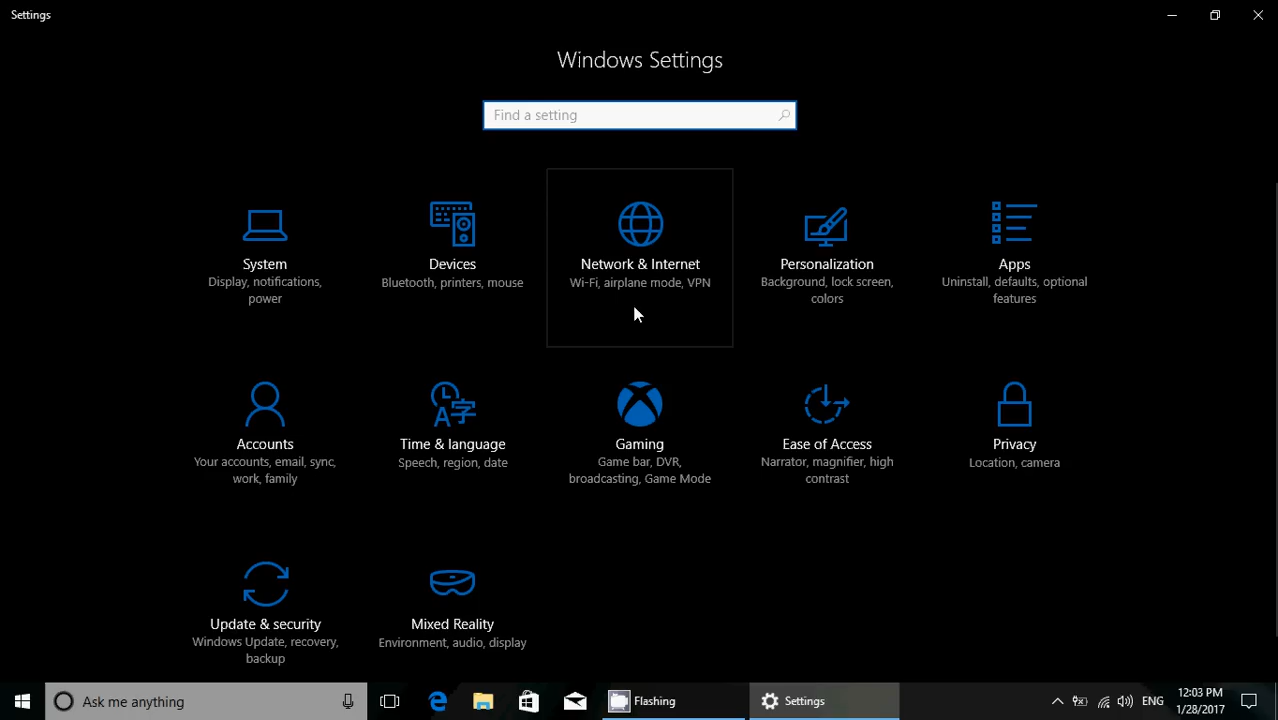 Settings
Windows Settings
Find a setting
System
Display, notifications,
power
Devices
Bluetooth, printers, mouse
Network & Internet
Wi-Fi, airplane mode, VPN
Personalization
Background, lock screen,
colors
Apps
Uninstall, defaults, optional
features
Accounts
Your accounts, email, sync,
work, family
Time & language
Speech, region, date
Gaming
Game bar, DVR,
broadcasting, Game Mode
Ease of Access
Narrator, magnifier, high
contrast
Privacy
Location, camera
Update & security
Windows Update, recovery,
backup
Mixed Reality
Environment, audio, display
Ask me anything
Flashing
Settings
ENG
12:03 PM
1/28/2017